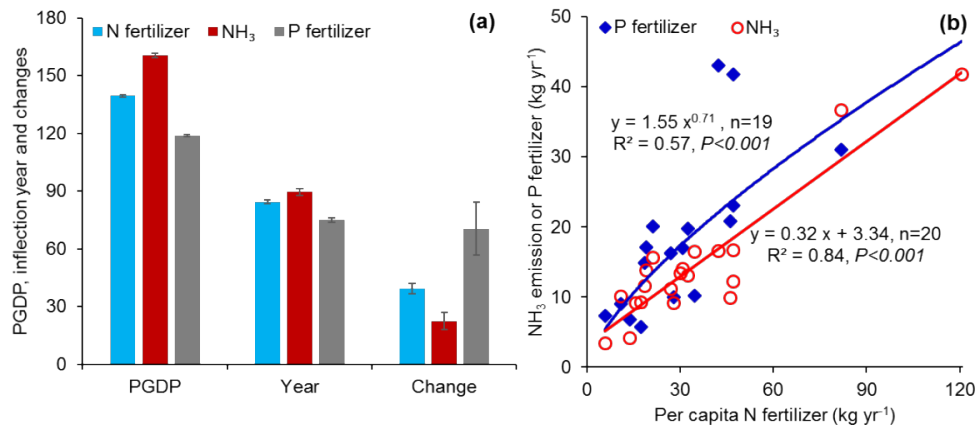 (a)
N fertilizer NH₃ P fertilizer
PGDP, inflection year and changes
180
150
120
90
60
30
0
PGDP Year Change
(b)
P fertilizer NH₃
NH₃ emission or P fertilizer (kg yr⁻¹)
50
40
30
20
10
0
y = 1.55 x⁰·⁷¹, n=19
R² = 0.57, P<0.001
y = 0.32 x + 3.34, n=20
R² = 0.84, P<0.001
0 30 60 90 120
Per capita N fertilizer (kg yr⁻¹)